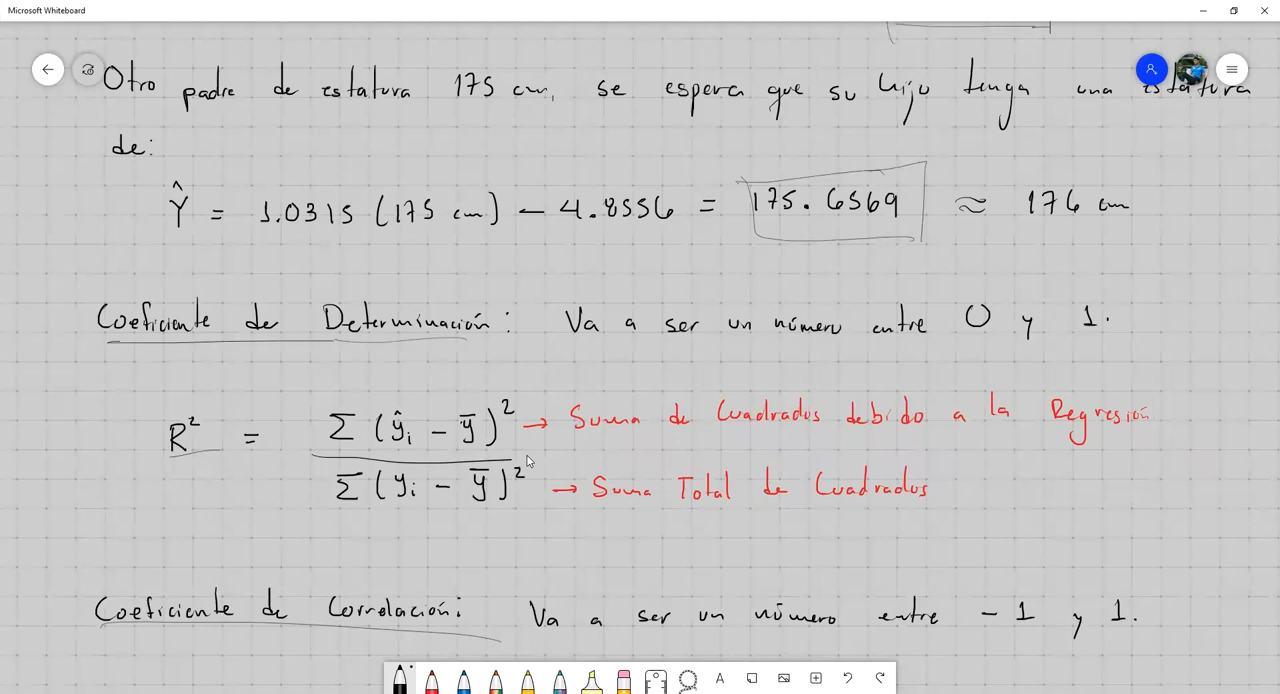 Microsoft Whiteboard
Otro padre de estatura 175 cm, se espera que su hijo tenga una estatura
de:
Ŷ = 1.0315 (175 cm) - 4.8556 = 175.6569 ≈ 176 cm
Coeficiente de Determinación: Va a ser un número entre 0 y 1.
R² = Σ (ŷᵢ - ȳ)² → Suma de Cuadrados debido a la Regresión
Σ (yᵢ - ȳ)² → Suma Total de Cuadrados
Coeficiente de Correlación: Va a ser un número entre -1 y 1.